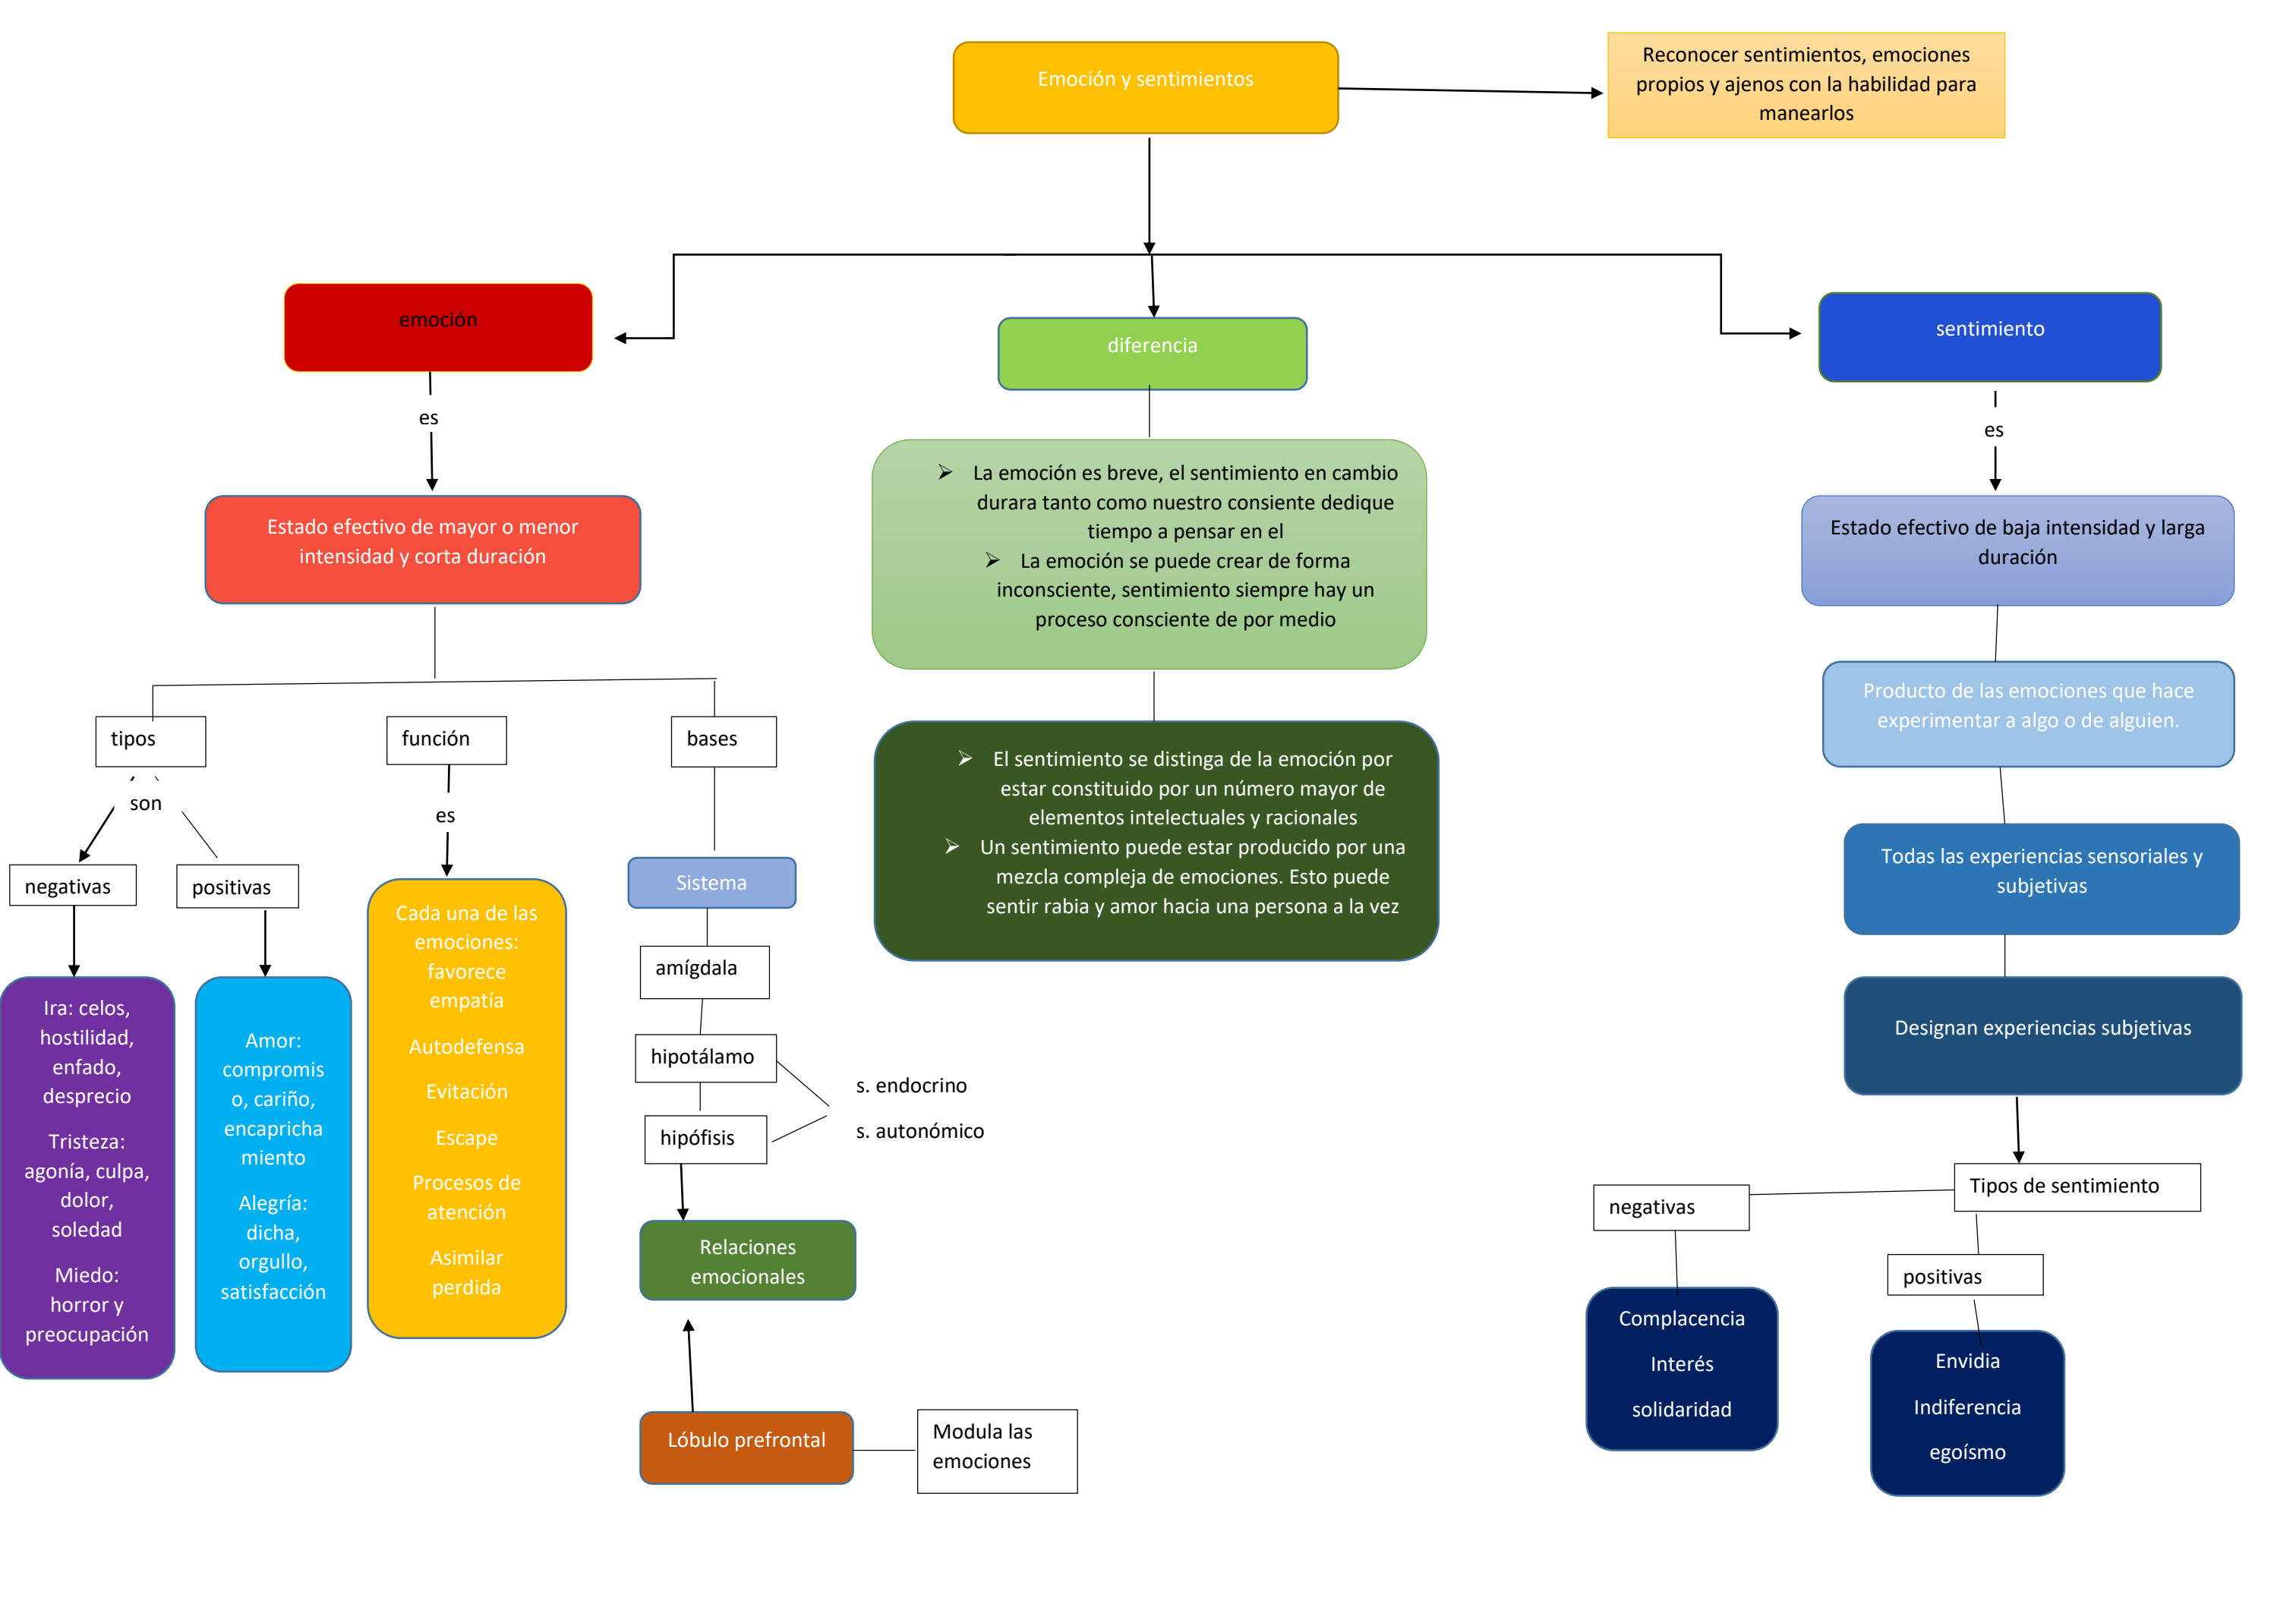 Emoción y sentimientos
Reconocer sentimientos, emociones
propios y ajenos con la habilidad para
manearlos
emoción
diferencia
sentimiento
es
es
Estado efectivo de mayor o menor
intensidad y corta duración
➢ La emoción es breve, el sentimiento en cambio
durara tanto como nuestro consiente dedique
tiempo a pensar en el
➢ La emoción se puede crear de forma
inconsciente, sentimiento siempre hay un
proceso consciente de por medio
Estado efectivo de baja intensidad y larga
duración
Producto de las emociones que hace
experimentar a algo o de alguien.
tipos
función
bases
➢ El sentimiento se distinga de la emoción por
estar constituido por un número mayor de
elementos intelectuales y racionales
➢ Un sentimiento puede estar producido por una
mezcla compleja de emociones. Esto puede
sentir rabia y amor hacia una persona a la vez
son
es
Todas las experiencias sensoriales y
subjetivas
negativas
positivas
Sistema
Cada una de las
emociones:
favorece
empatía
Autodefensa
Evitación
Escape
Procesos de
atención
Asimilar
perdida
amígdala
hipotálamo
hipófisis
s. endocrino
s. autonómico
Ira: celos,
hostilidad,
enfado,
desprecio
Tristeza:
agonía, culpa,
dolor,
soledad
Miedo:
horror y
preocupación
Amor:
compromis
o, cariño,
encapricha
miento
Alegría:
dicha,
orgullo,
satisfacción
Designan experiencias subjetivas
Tipos de sentimiento
negativas
positivas
Relaciones
emocionales
Complacencia
Interés
solidaridad
Envidia
Indiferencia
egoísmo
Lóbulo prefrontal
Modula las
emociones